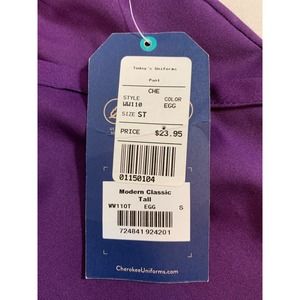 Today's Uniforms
Pant
CHE
STYLE COLOR
WW110 EGG
SIZE ST
PRICE $23.95
01150104
Modern Classic
Tall
WW110T EGG S
724841 924201
CherokeeUniforms.com